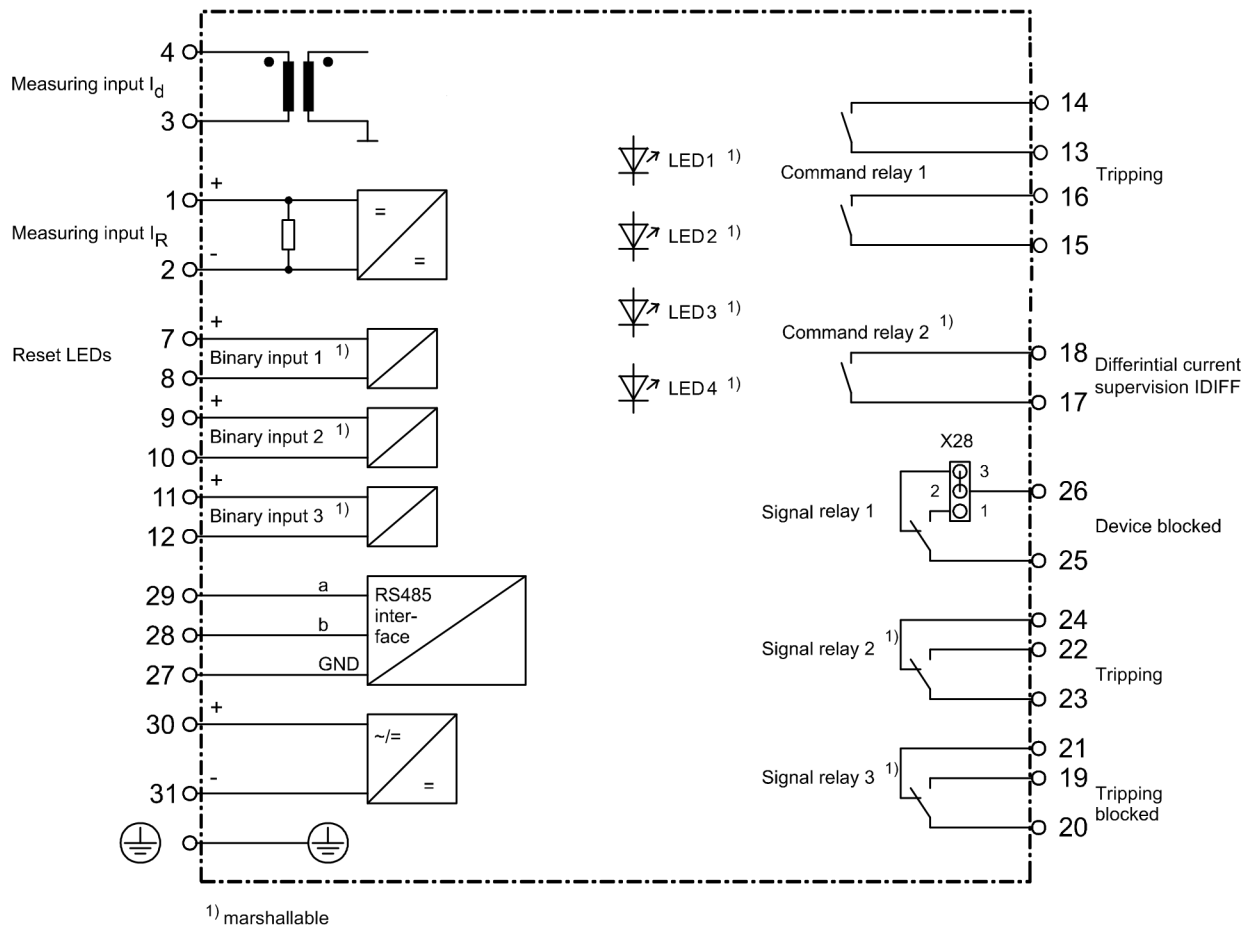 4
Measuring input Id
3
1 +
Measuring input IR
2 -
7 +
Reset LEDs
Binary input 1 1)
8
9 +
Binary input 2 1)
10
11 +
Binary input 3 1)
12
29 a
RS485
inter-
face
28 b
27 GND
30 +
~/=
=
31 -
=
=
LED1 1)
LED2 1)
LED3 1)
LED4 1)
14
13
Command relay 1
Tripping
16
15
Command relay 2 1)
18
Differintial current
supervision IDIFF
17
X28
3
2
1
26
Signal relay 1
Device blocked
25
24
Signal relay 2 1)
22
Tripping
23
21
Signal relay 3 1)
19
Tripping
blocked
20
1) marshallable